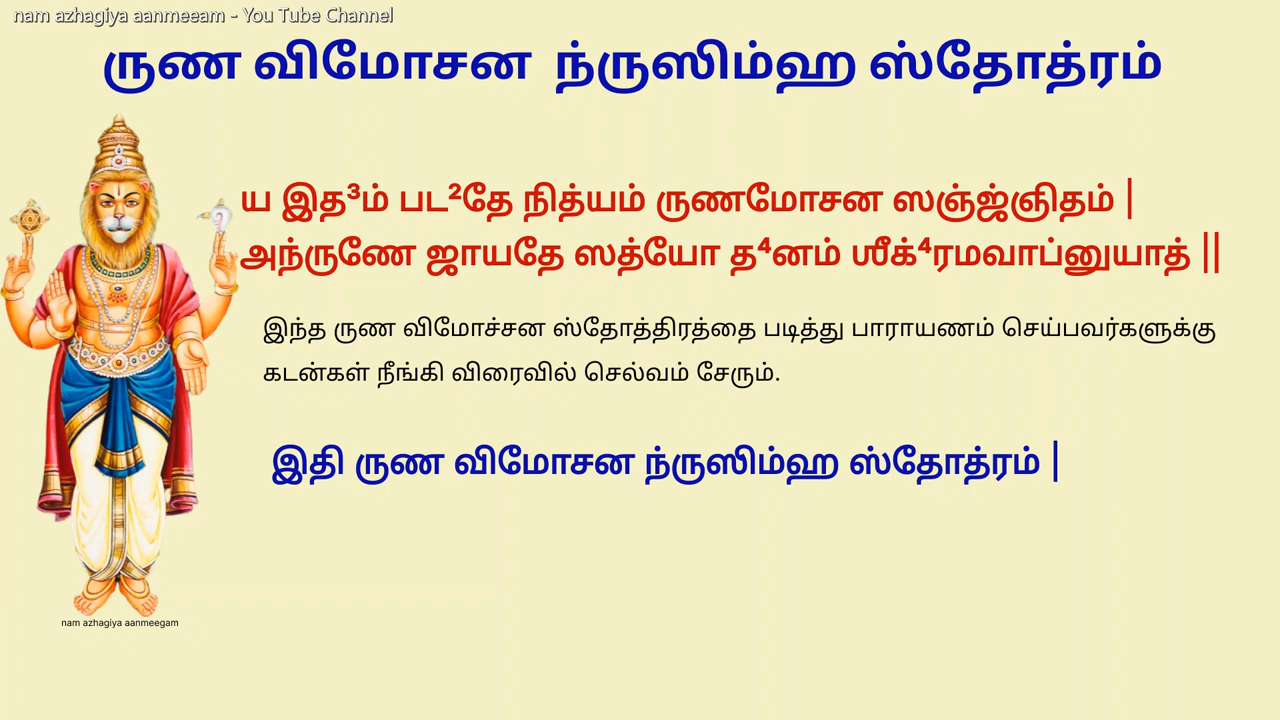 nam azhagiya aanmeeam - You Tube Channel
ருண விமோசன ந்ருஸிம்ஹ ஸ்தோத்ரம்
ய இத³ம் பட²தே நித்யம் ருணமோசன ஸஞ்ஜ்ஞிதம் |
அந்ருணே ஜாயதே ஸத்யோ த⁴னம் ஶீக்⁴ரமவாப்னுயாத் ||
இந்த ருண விமோச்சன ஸ்தோத்திரத்தை படித்து பாராயணம் செய்பவர்களுக்கு
கடன்கள் நீங்கி விரைவில் செல்வம் சேரும்.
இதி ருண விமோசன ந்ருஸிம்ஹ ஸ்தோத்ரம் |
nam azhagiya aanmeegam